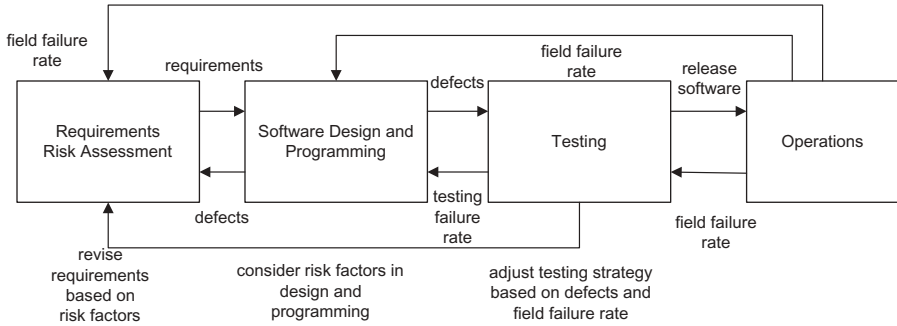 field failure
rate
requirements
Requirements
Risk Assessment
defects
revise
requirements
based on
risk factors
Software Design and
Programming
consider risk factors in
design and
programming
defects
testing
failure
rate
field failure
rate
Testing
adjust testing strategy
based on defects and
field failure rate
release
software
Operations
field failure
rate